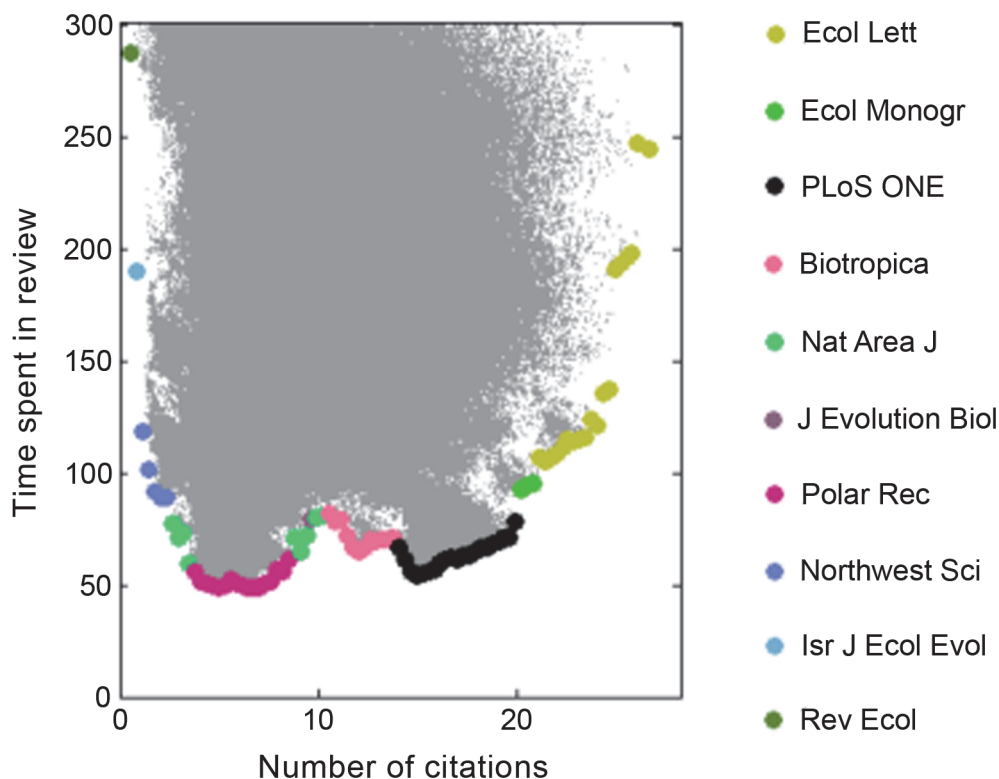 300
250
200
150
100
50
0
0
10
20
Time spent in review
Number of citations
Ecol Lett
Ecol Monogr
PLoS ONE
Biotropica
Nat Area J
J Evolution Biol
Polar Rec
Northwest Sci
Isr J Ecol Evol
Rev Ecol